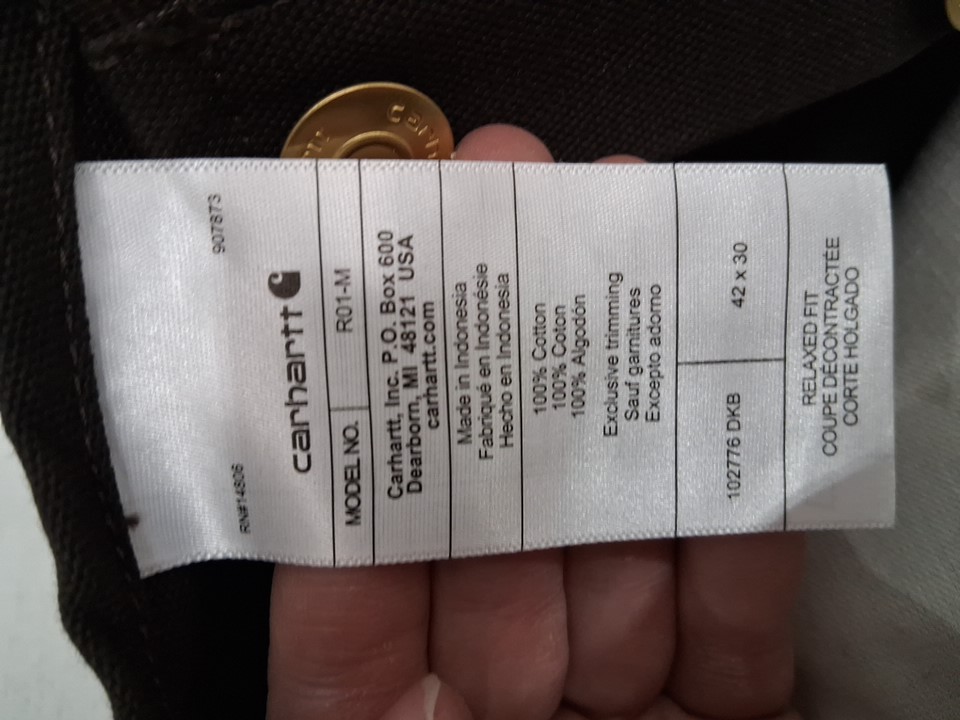 RN#14806 907873
carhartt
MODEL NO. R01-M
Carhartt, Inc. P.O. Box 600
Dearborn, MI 48121 USA
carhartt.com
Made in Indonesia
Fabriqué en Indonésie
Hecho en Indonesia
100% Cotton
100% Coton
100% Algodón
Exclusive trimming
Sauf garnitures
Excepto adorno
102776 DKB 42 x 30
RELAXED FIT
COUPE DÉCONTRACTÉE
CORTE HOLGADO